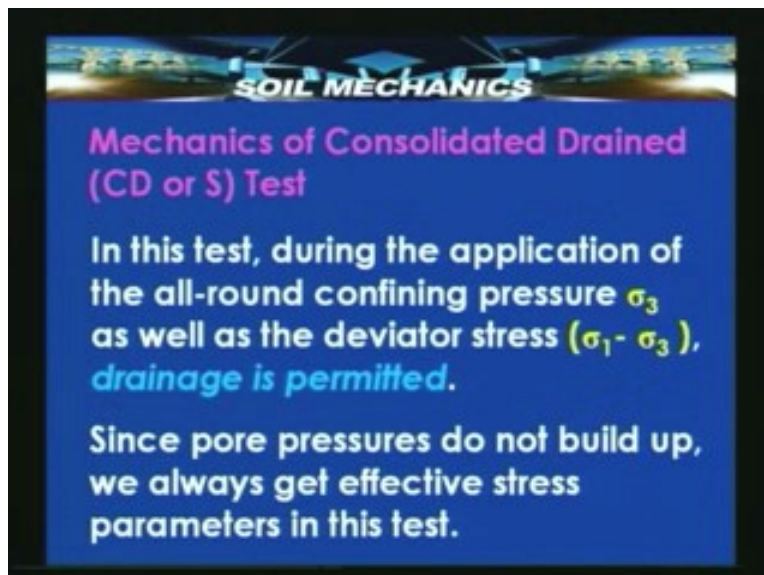 SOIL MECHANICS
Mechanics of Consolidated Drained
(CD or S) Test
In this test, during the application of
the all-round confining pressure σ₃
as well as the deviator stress (σ₁- σ₃ ),
drainage is permitted.
Since pore pressures do not build up,
we always get effective stress
parameters in this test.